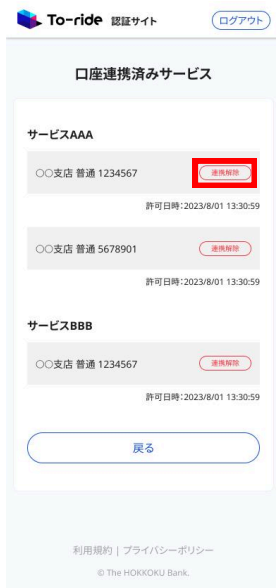 To-ride 認証サイト ログアウト
口座連携済みサービス
サービスAAA
○○支店 普通 1234567 連携解除
許可日時:2023/8/01 13:30:59
○○支店 普通 5678901 連携解除
許可日時:2023/8/01 13:30:59
サービスBBB
○○支店 普通 1234567 連携解除
許可日時:2023/8/01 13:30:59
戻る
利用規約 | プライバシーポリシー
© The HOKKOKU Bank.